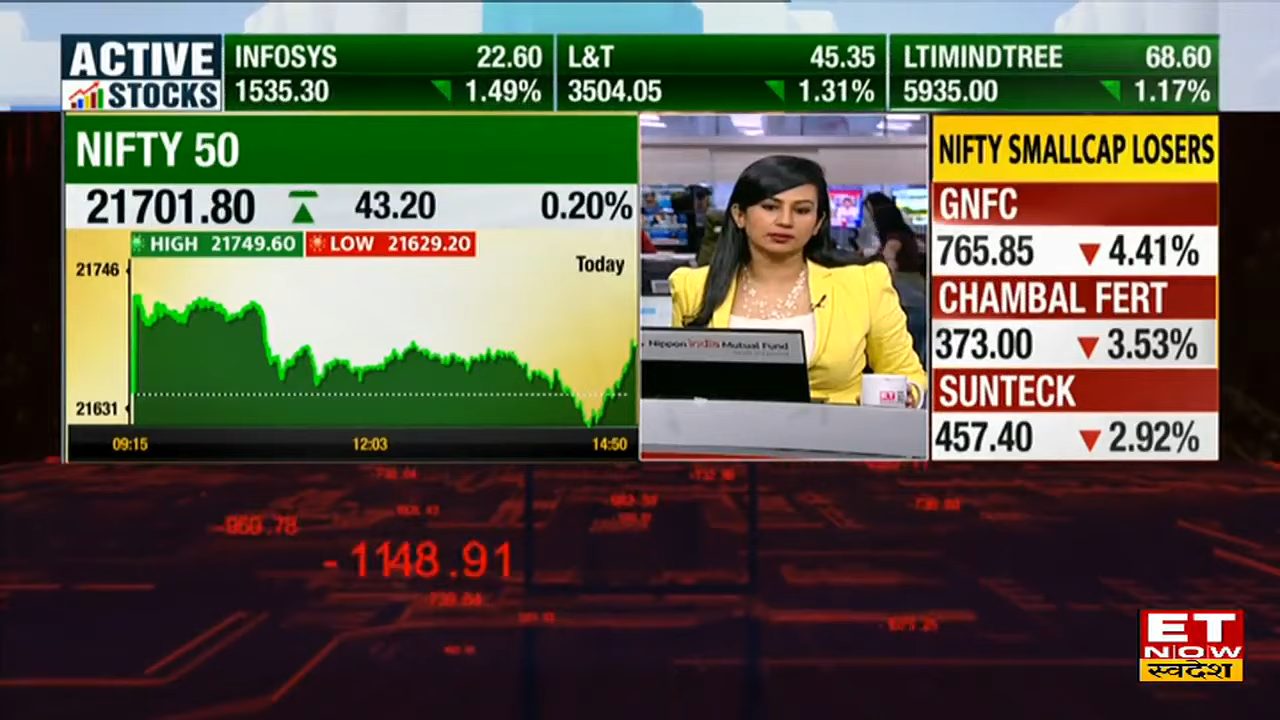 ACTIVE
STOCKS
INFOSYS 22.60
1535.30 1.49%
L&T 45.35
3504.05 1.31%
LTIMINDTREE 68.60
5935.00 1.17%
NIFTY 50
21701.80 43.20 0.20%
HIGH 21749.60 LOW 21629.20
Today
21746
21631
09:15 12:03 14:50
Nippon india Mutual Fund
ET
NIFTY SMALLCAP LOSERS
GNFC
765.85 4.41%
CHAMBAL FERT
373.00 3.53%
SUNTECK
457.40 2.92%
-969.78
- 1148.91
ET
NOW
स्वदेश